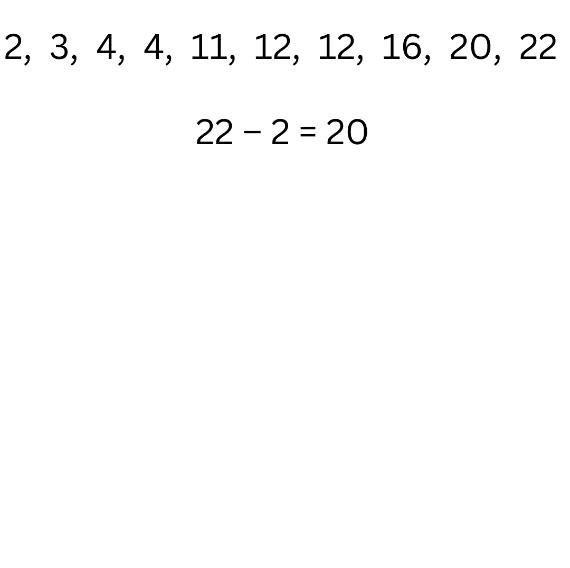 2, 3, 4, 4, 11, 12, 12, 16, 20, 22
22 – 2 = 20